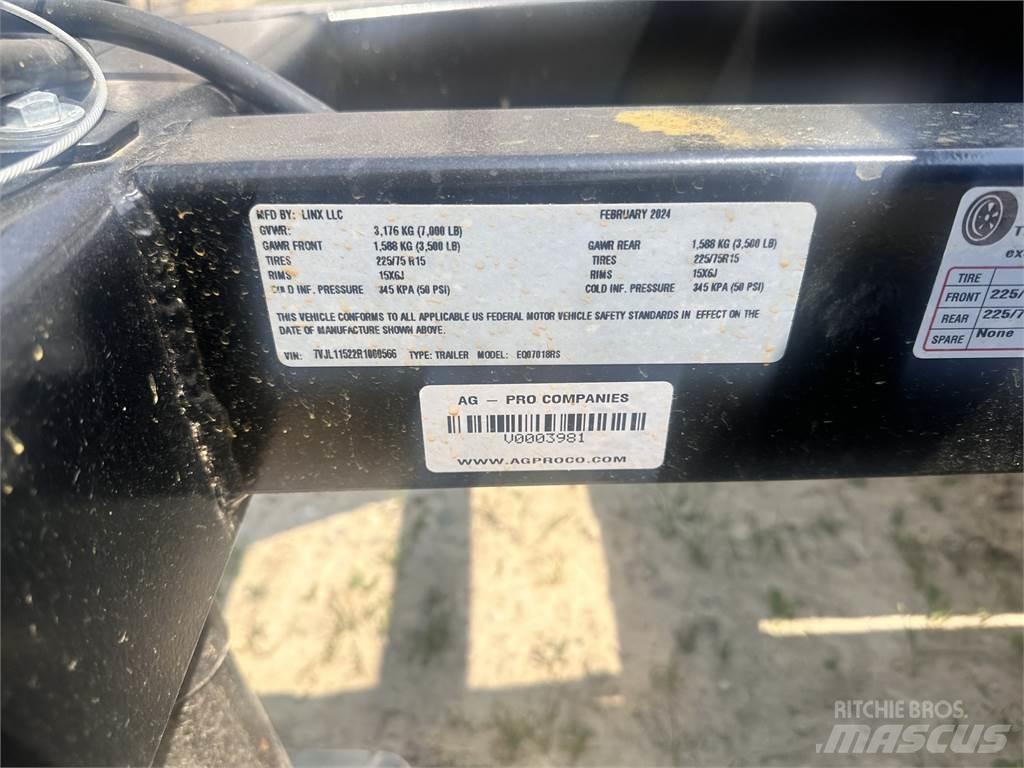 MFD BY: LINX LLC FEBRUARY 2024
GVWR: 3,176 KG (7,000 LB)
GAWR FRONT 1,588 KG (3,500 LB) GAWR REAR 1,588 KG (3,500 LB)
TIRES 225/75 R15 TIRES 225/75R15
RIMS 15X6J RIMS 15X6J
COLD INF. PRESSURE 345 KPA (50 PSI) COLD INF. PRESSURE 345 KPA (50 PSI)
THIS VEHICLE CONFORMS TO ALL APPLICABLE US FEDERAL MOTOR VEHICLE SAFETY STANDARDS IN EFFECT ON THE
DATE OF MANUFACTURE SHOWN ABOVE.
VIN: 7VJL11522R1000566 TYPE: TRAILER MODEL: EQ07018RS
AG - PRO COMPANIES
V0003981
WWW.AGPROCO.COM
TIRE
FRONT 225/
REAR 225/7
SPARE None
RITCHIE BROS.
MASCUS